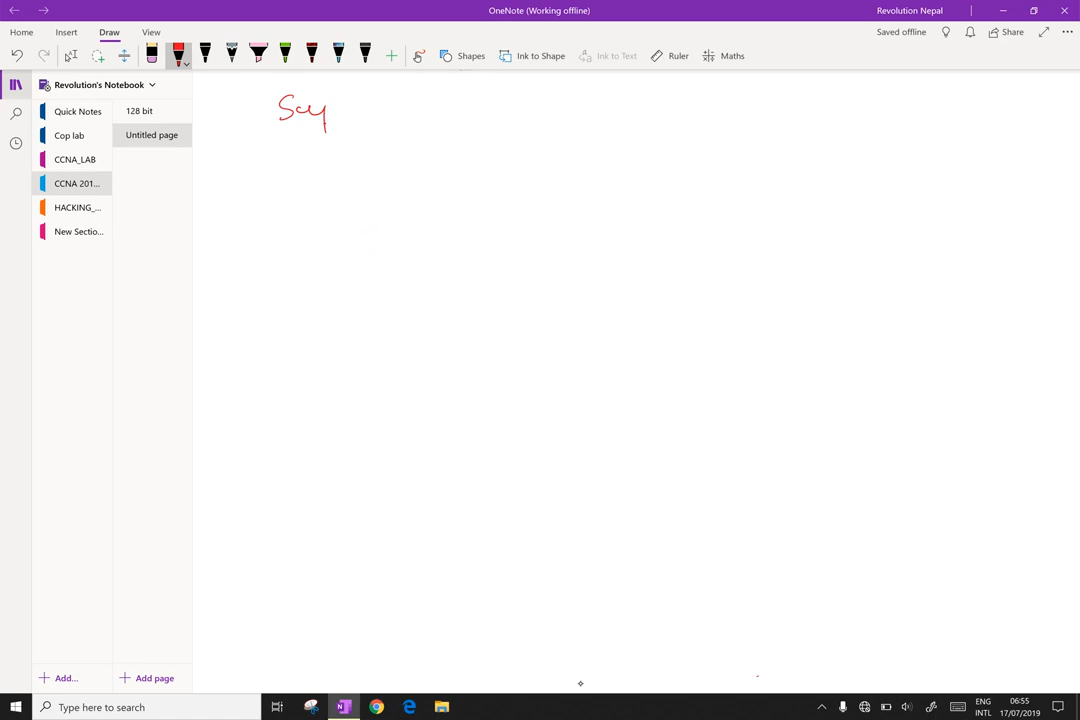 OneNote (Working offline)
Revolution Nepal
Home Insert Draw View
Saved offline
Share
Shapes
Ink to Shape
Ink to Text
Ruler
Maths
Revolution's Notebook
Quick Notes
Cop lab
CCNA_LAB
CCNA 201...
HACKING_...
New Sectio...
128 bit
Untitled page
Say
Add...
Add page
Type here to search
ENG
INTL
06:55
17/07/2019